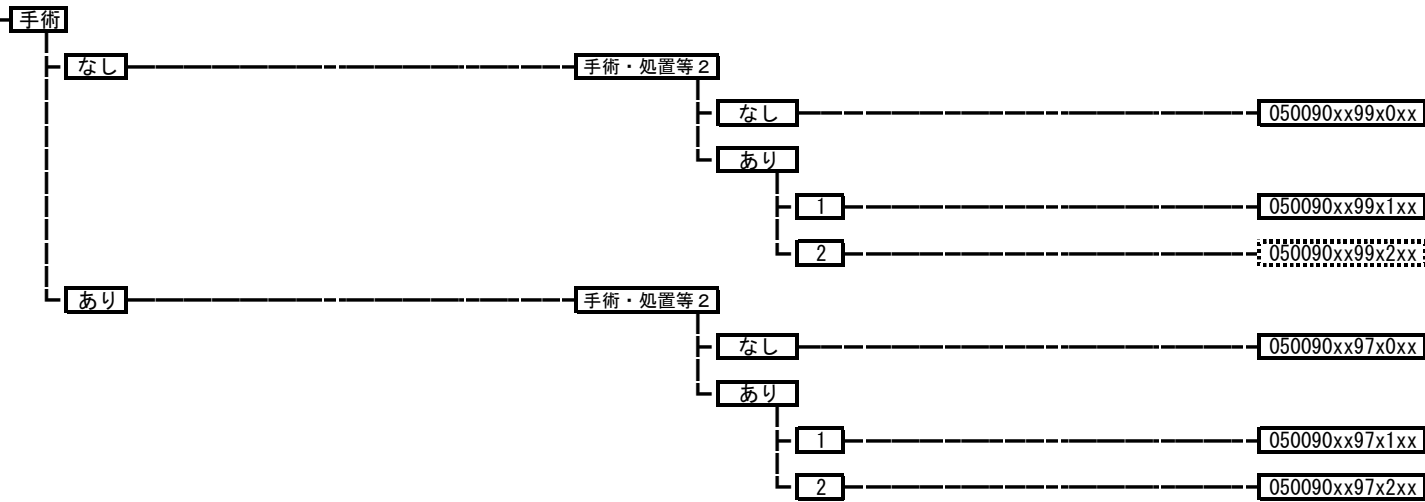 手術
なし 手術・処置等２
なし 050090xx99x0xx
あり
1 050090xx99x1xx
2 050090xx99x2xx
あり 手術・処置等２
なし 050090xx97x0xx
あり
1 050090xx97x1xx
2 050090xx97x2xx